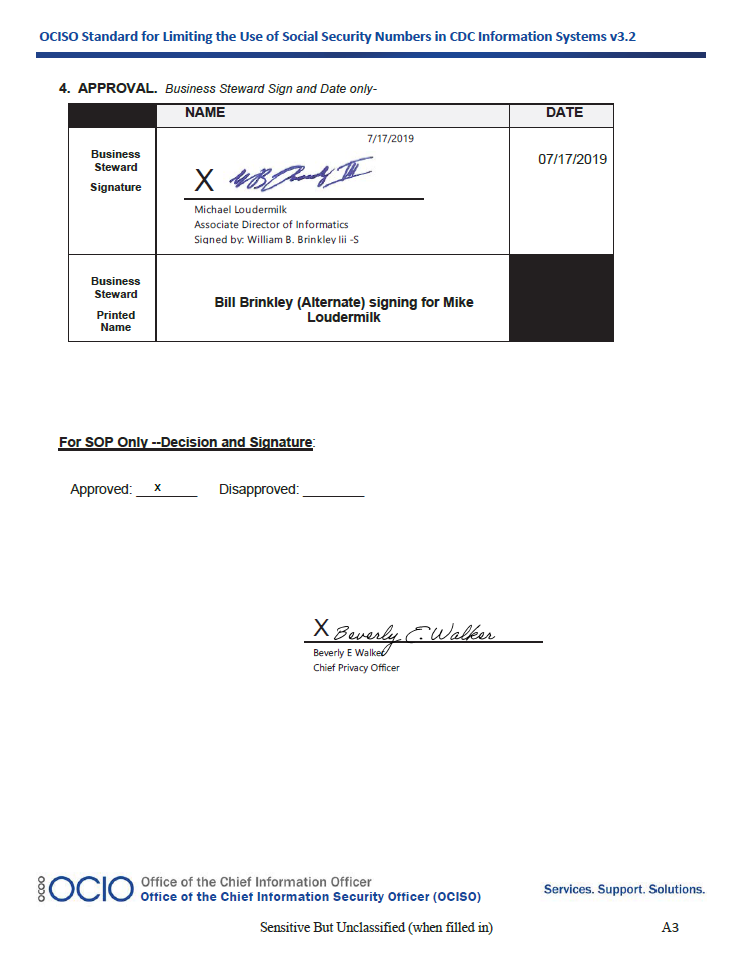 OCISO Standard for Limiting the Use of Social Security Numbers in CDC Information Systems v3.2
4. APPROVAL. Business Steward Sign and Date only-
NAME DATE
7/17/2019
Business
Steward
Signature
X WB Brinkley III
07/17/2019
Michael Loudermilk
Associate Director of Informatics
Signed by: William B. Brinkley Iii -S
Business
Steward
Printed
Name
Bill Brinkley (Alternate) signing for Mike
Loudermilk
For SOP Only --Decision and Signature:
Approved: ___x___ Disapproved: ________
X Beverly E. Walker
Beverly E Walker
Chief Privacy Officer
OCIO Office of the Chief Information Officer
Office of the Chief Information Security Officer (OCISO)
Services. Support. Solutions.
Sensitive But Unclassified (when filled in) A3